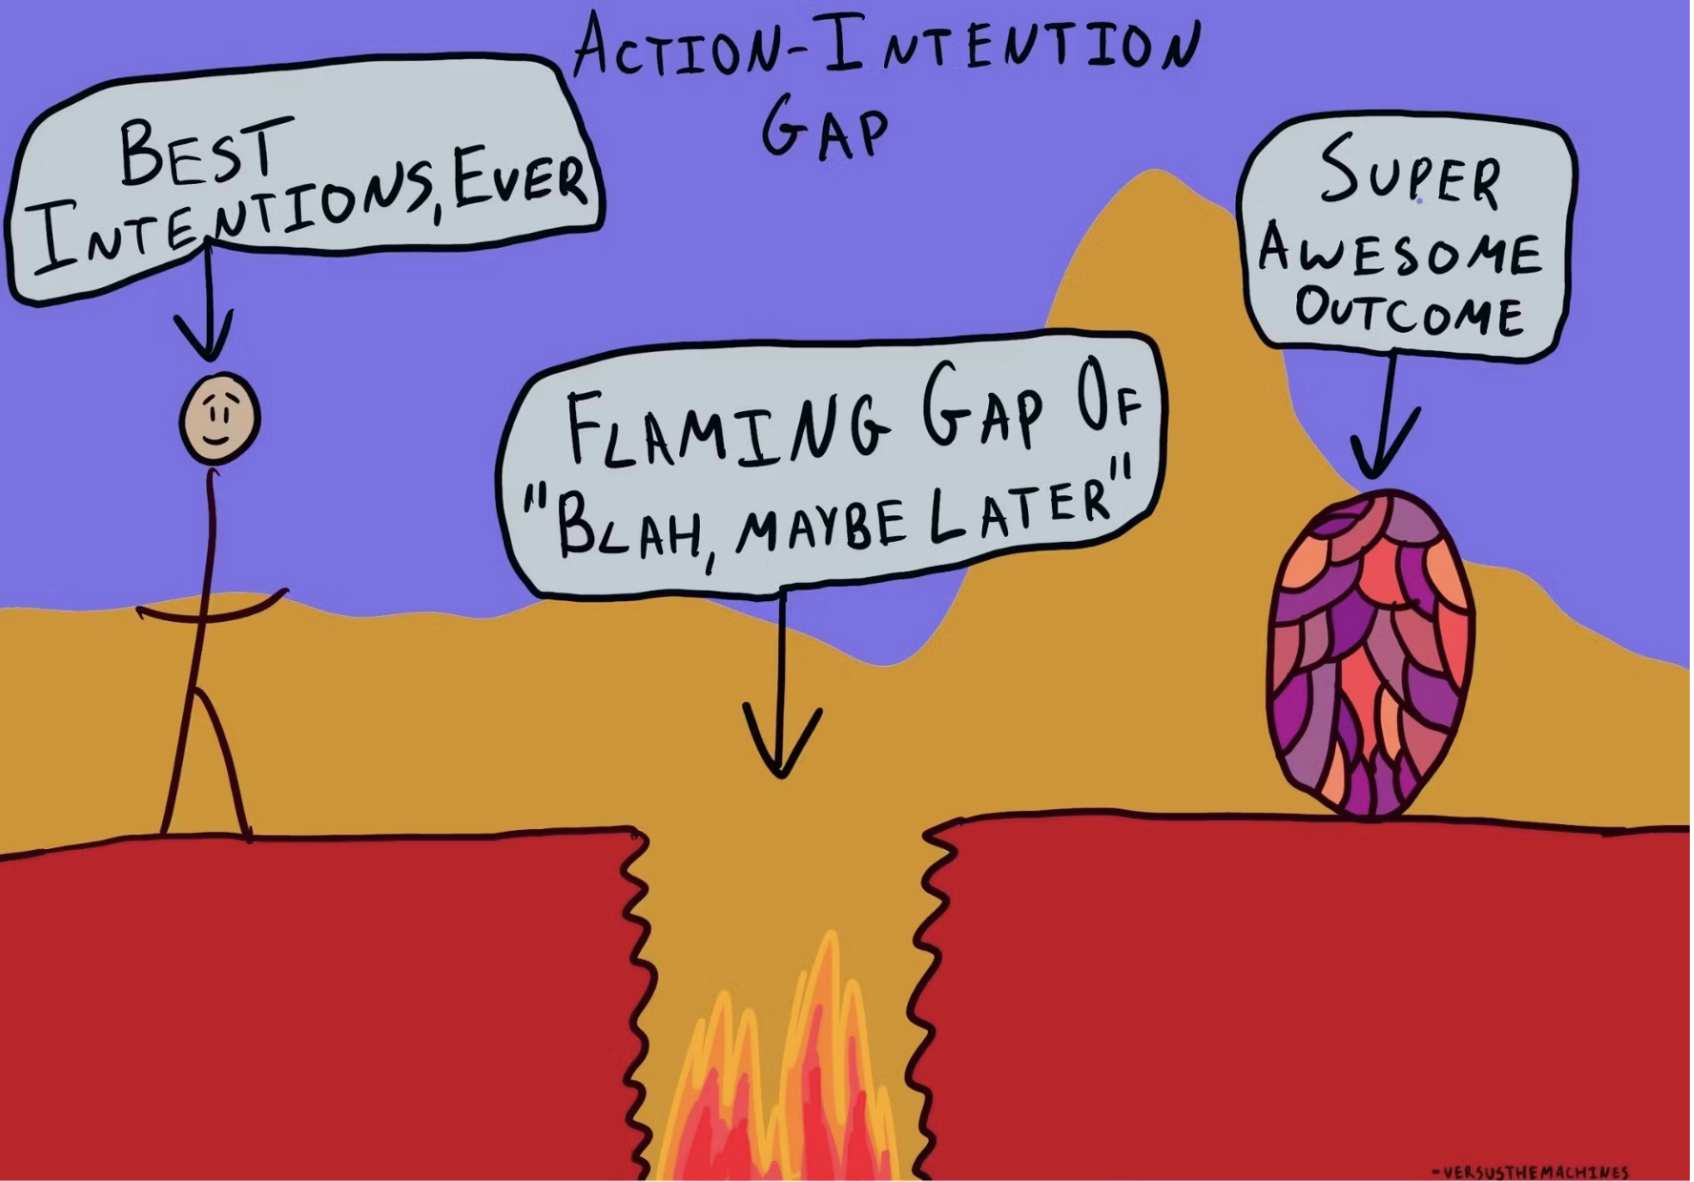 ACTION-INTENTION
GAP
BEST
INTENTIONS, EVER
FLAMING GAP OF
"BLAH, MAYBE LATER"
SUPER
AWESOME
OUTCOME
-VERSUSTHEMACHINES